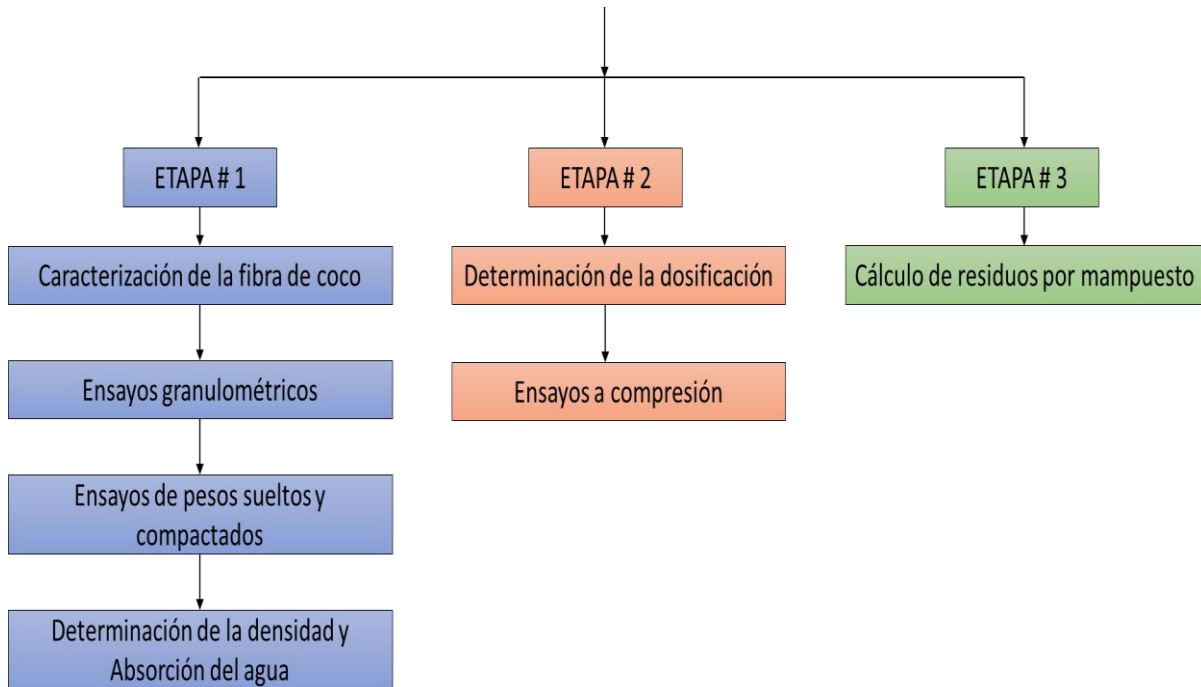 ETAPA # 1
ETAPA # 2
ETAPA # 3
Caracterización de la fibra de coco
Determinación de la dosificación
Cálculo de residuos por mampuesto
Ensayos granulométricos
Ensayos a compresión
Ensayos de pesos sueltos y
compactados
Determinación de la densidad y
Absorción del agua